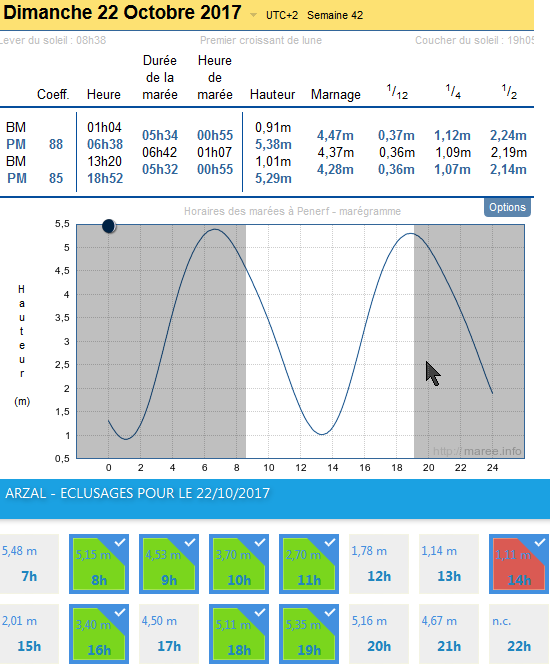 Dimanche 22 Octobre 2017 UTC+2 Semaine 42
Lever du soleil : 08h38 Premier croissant de lune Coucher du soleil : 19h05
Coeff. Heure Durée de la marée Heure de marée Hauteur Marnage 1/12 1/4 1/2
BM 01h04 0,91m
05h34 00h55 4,47m 0,37m 1,12m 2,24m
PM 88 06h38 5,38m
06h42 01h07 4,37m 0,36m 1,09m 2,19m
BM 13h20 1,01m
05h32 00h55 4,28m 0,36m 1,07m 2,14m
PM 85 18h52 5,29m
Options
Horaires des marées à Penerf - marégramme
Hauteur
(m)
5,5
5
4,5
4
3,5
3
2,5
2
1,5
1
0,5
http://maree.info
0 2 4 6 8 10 12 14 16 18 20 22 24
ARZAL - ECLUSAGES POUR LE 22/10/2017
5,48 m 5,15 m 4,53 m 3,70 m 2,70 m 1,78 m 1,14 m 1,11 m
7h 8h 9h 10h 11h 12h 13h 14h
2,01 m 3,40 m 4,50 m 5,11 m 5,35 m 5,16 m 4,67 m n.c.
15h 16h 17h 18h 19h 20h 21h 22h